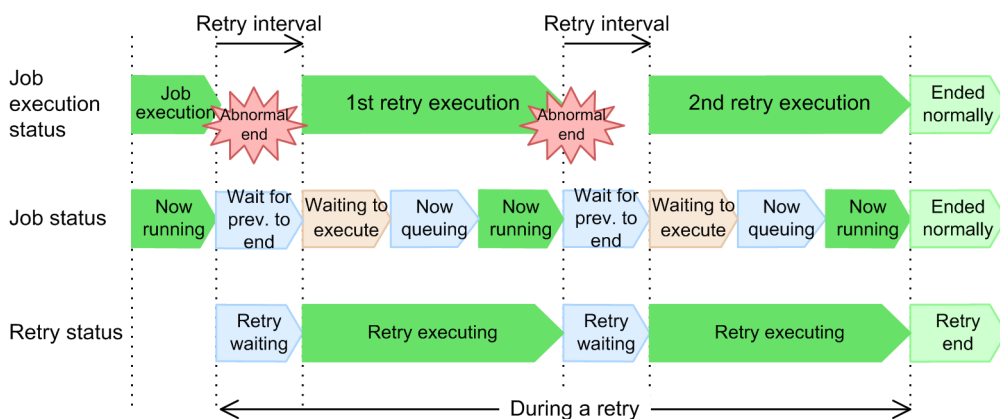 Retry interval
Retry interval
Job
execution
status
Job
execution
Abnormal
end
1st retry execution
Abnormal
end
2nd retry execution
Ended
normally
Job status
Now
running
Wait for
prev. to
end
Waiting to
execute
Now
queuing
Now
running
Wait for
prev. to
end
Waiting to
execute
Now
queuing
Now
running
Ended
normally
Retry status
Retry
waiting
Retry executing
Retry
waiting
Retry executing
Retry
end
During a retry